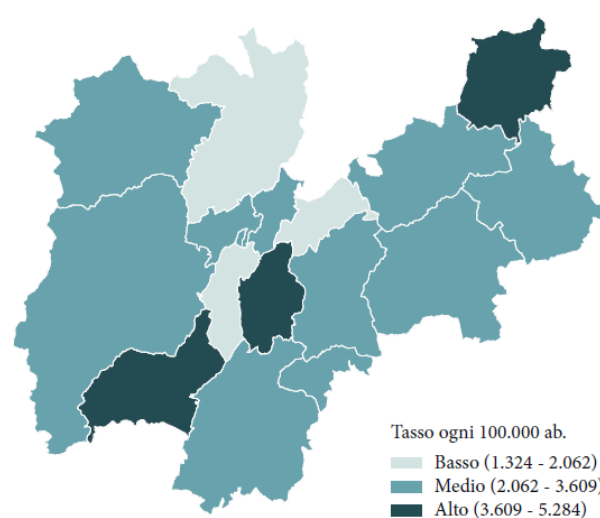 Tasso ogni 100.000 ab.
Basso (1.324 - 2.062)
Medio (2.062 - 3.609)
Alto (3.609 - 5.284)